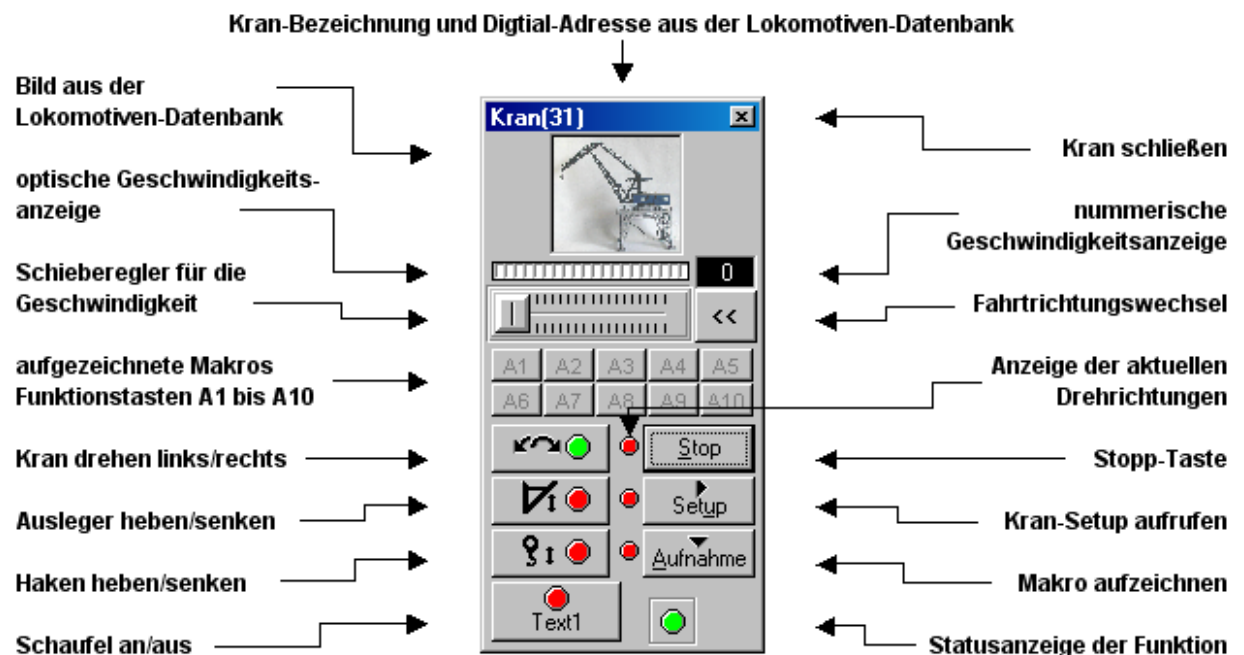 Kran-Bezeichnung und Digtial-Adresse aus der Lokomotiven-Datenbank
Bild aus der
Lokomotiven-Datenbank
optische Geschwindigkeits-
anzeige
Schieberegler für die
Geschwindigkeit
aufgezeichnete Makros
Funktionstasten A1 bis A10
Kran drehen links/rechts
Ausleger heben/senken
Haken heben/senken
Schaufel an/aus
Kran(31)
0
<<
A1 A2 A3 A4 A5
A6 A7 A8 A9 A10
Stop
Setup
Aufnahme
Text1
Kran schließen
nummerische
Geschwindigkeitsanzeige
Fahrtrichtungswechsel
Anzeige der aktuellen
Drehrichtungen
Stopp-Taste
Kran-Setup aufrufen
Makro aufzeichnen
Statusanzeige der Funktion